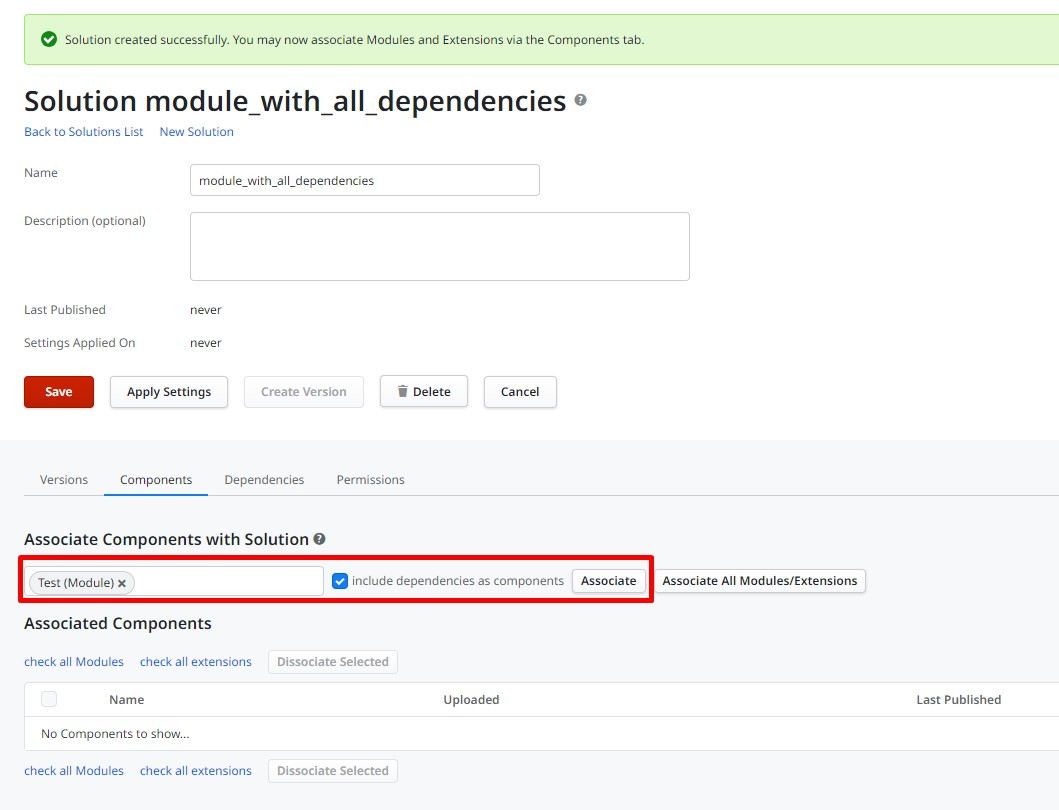 Solution created successfully. You may now associate Modules and Extensions via the Components tab.
Solution module_with_all_dependencies ?
Back to Solutions List New Solution
Name module_with_all_dependencies
Description (optional)
Last Published never
Settings Applied On never
Save Apply Settings Create Version Delete Cancel
Versions Components Dependencies Permissions
Associate Components with Solution ?
Test (Module) × include dependencies as components Associate Associate All Modules/Extensions
Associated Components
check all Modules check all extensions Dissociate Selected
Name Uploaded Last Published
No Components to show...
check all Modules check all extensions Dissociate Selected